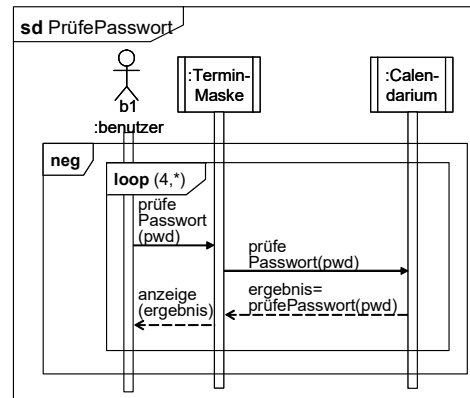 sd PrüfePasswort
b1
:benutzer
:Termin-
Maske
:Calen-
darium
neg
loop (4,*)
prüfe
Passwort
(pwd)
prüfe
Passwort(pwd)
ergebnis=
prüfePasswort(pwd)
anzeige
(ergebnis)